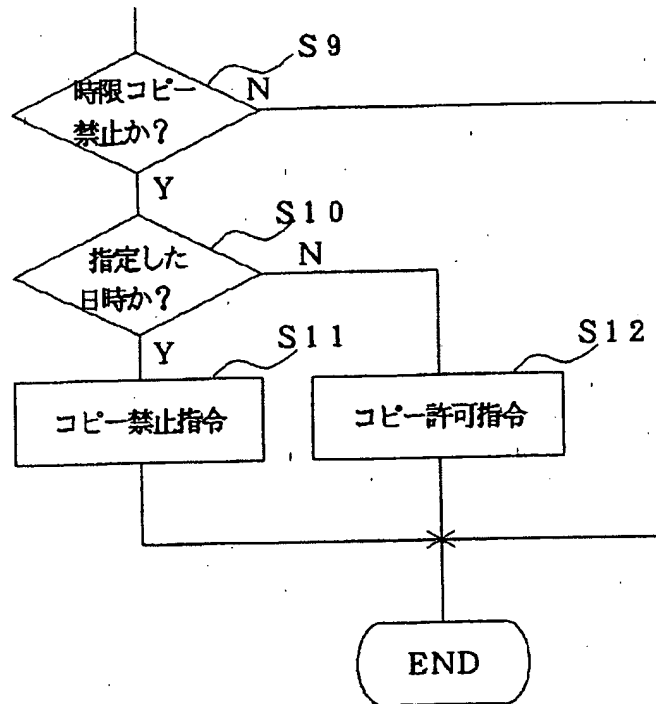 S9
時限コピー
禁止か?
N
Y
S10
指定した
日時か?
N
Y
S11
コピー禁止指令
S12
コピー許可指令
END